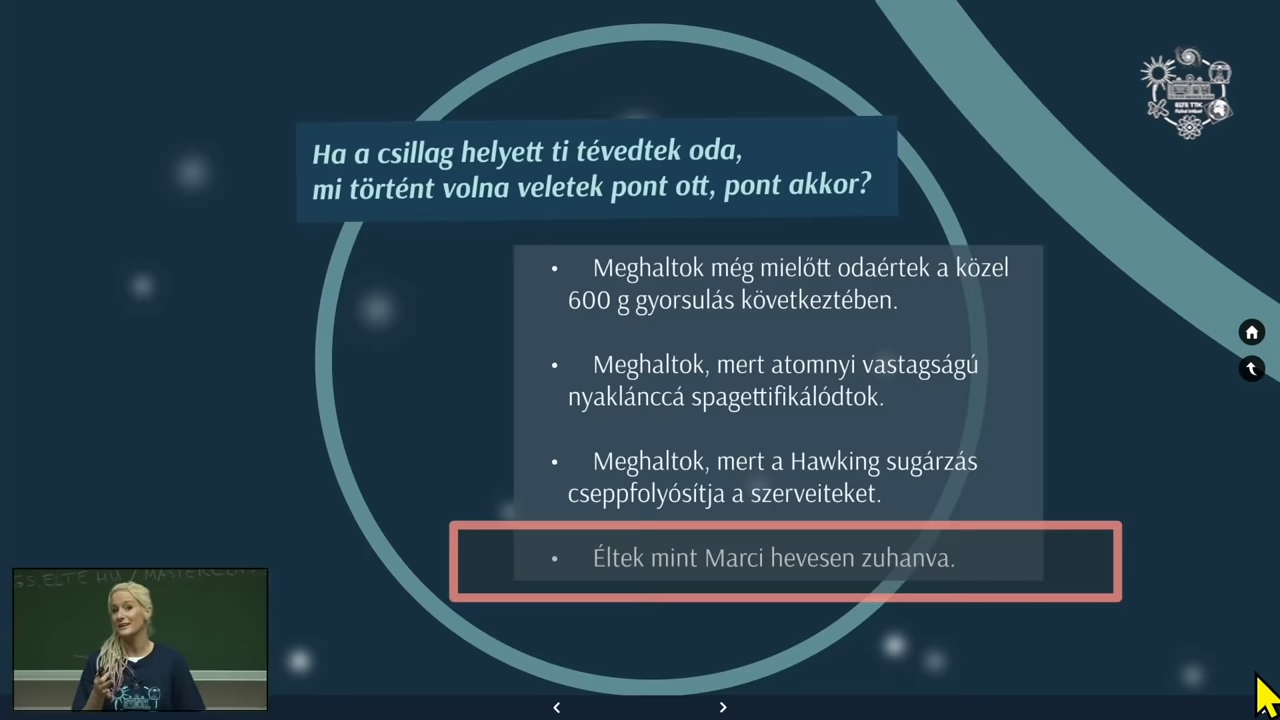 Ha a csillag helyett ti tévedtek oda,
mi történt volna veletek pont ott, pont akkor?
• Meghaltok még mielőtt odaértek a közel
600 g gyorsulás következtében.
• Meghaltok, mert atomnyi vastagságú
nyaklánccá spagettifikálódtok.
• Meghaltok, mert a Hawking sugárzás
cseppfolyósítja a szerveiteket.
• Éltek mint Marci hevesen zuhanva.
ELTE TTK